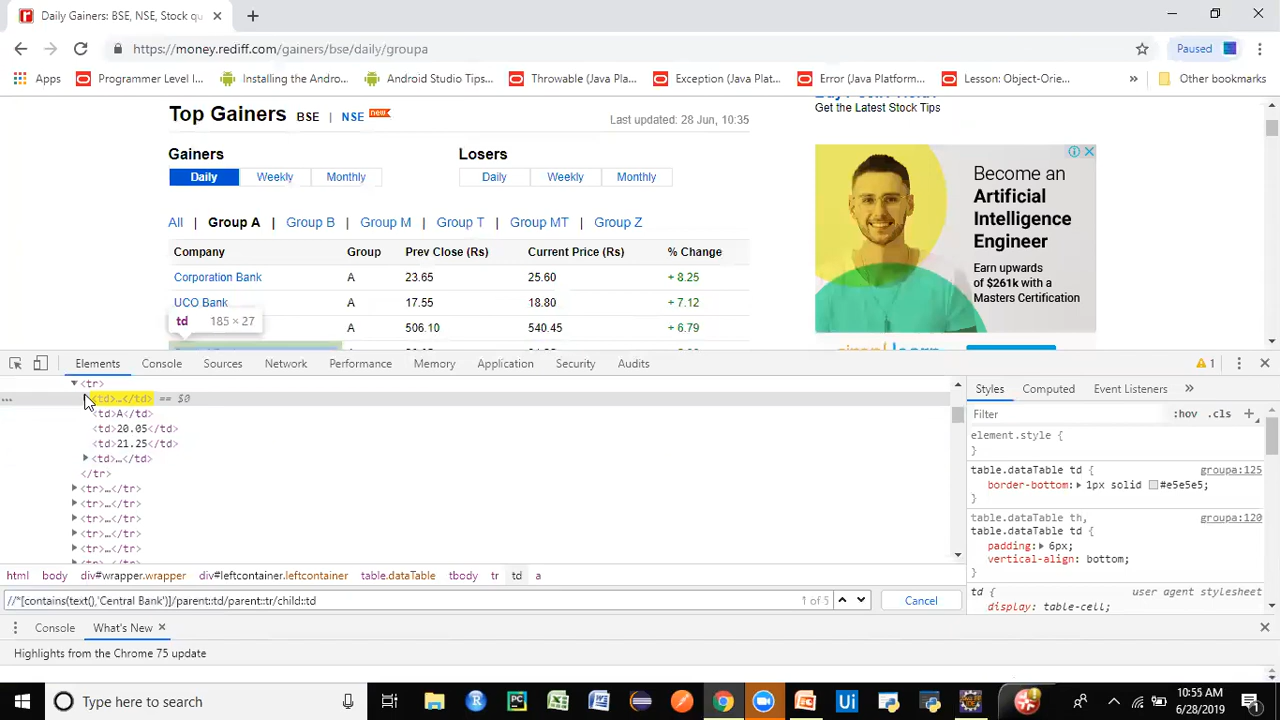 Daily Gainers: BSE, NSE, Stock qu
https://money.rediff.com/gainers/bse/daily/groupa
Paused
Apps
Programmer Level I...
Installing the Andro...
Android Studio Tips...
Throwable (Java Pla...
Exception (Java Plat...
Error (Java Platform...
Lesson: Object-Orie...
Other bookmarks
Top Gainers BSE | NSE new
Last updated: 28 Jun, 10:35
Get the Latest Stock Tips
Gainers
Losers
Daily Weekly Monthly
Daily Weekly Monthly
All | Group A | Group B | Group M | Group T | Group MT | Group Z
Company Group Prev Close (Rs) Current Price (Rs) % Change
Corporation Bank A 23.65 25.60 + 8.25
UCO Bank A 17.55 18.80 + 7.12
td 185 × 27
A 506.10 540.45 + 6.79
Become an
Artificial
Intelligence
Engineer
Earn upwards
of $261k with a
Masters Certification
Elements Console Sources Network Performance Memory Application Security Audits 1
<tr>
<td>…</td> == $0
<td>A</td>
<td>20.05</td>
<td>21.25</td>
<td>…</td>
</tr>
<tr>…</tr>
<tr>…</tr>
<tr>…</tr>
<tr>…</tr>
<tr>…</tr>
html body div#wrapper.wrapper div#leftcontainer.leftcontainer table.dataTable tbody tr td a
//*[contains(text(),'Central Bank')]/parent::td/parent::tr/child::td
1 of 5
Cancel
Styles Computed Event Listeners »
Filter :hov .cls +
element.style {
}
table.dataTable td { groupa:125
border-bottom: 1px solid #e5e5e5;
}
table.dataTable th, groupa:120
table.dataTable td {
padding: 6px;
vertical-align: bottom;
}
td { user agent stylesheet
display: table-cell;
Console What's New
Highlights from the Chrome 75 update
Type here to search
10:55 AM
6/28/2019